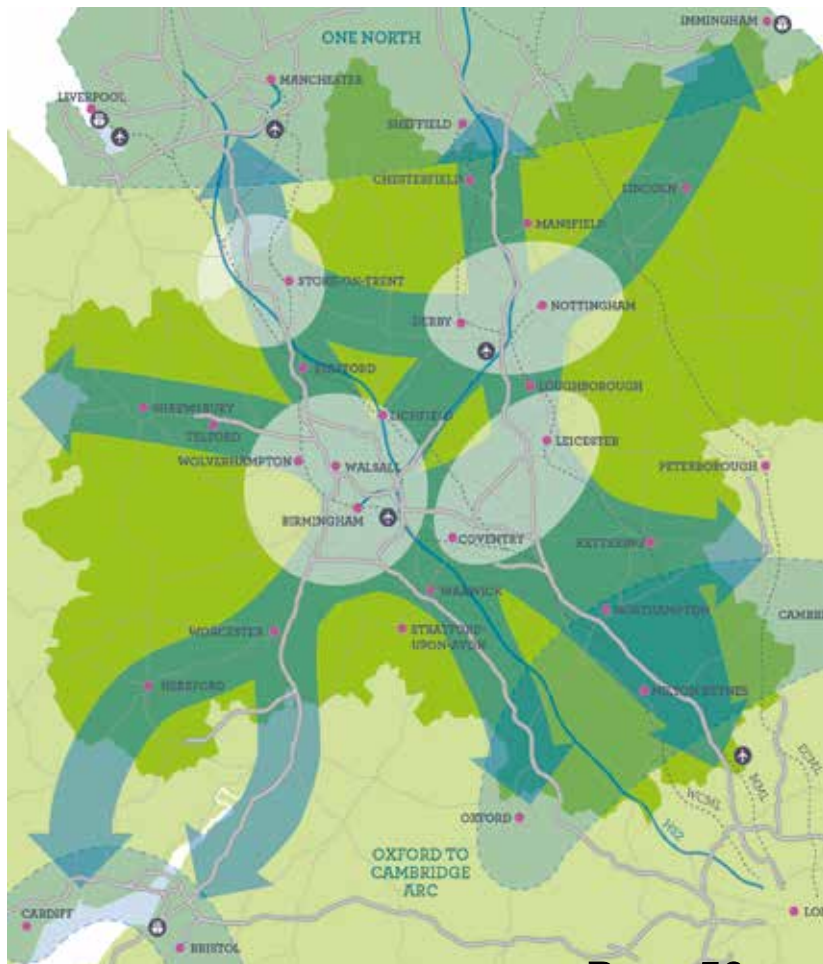 IMMINGHAM
ONE NORTH
MANCHESTER
LIVERPOOL
SHEFFIELD
CHESTERFIELD
LINCOLN
MANSFIELD
STOKE-ON-TRENT
NOTTINGHAM
DERBY
STAFFORD
LOUGHBOROUGH
SHREWSBURY
LICHFIELD
TELFORD
LEICESTER
WOLVERHAMPTON
WALSALL
PETERBOROUGH
BIRMINGHAM
COVENTRY
KETTERING
WARWICK
NORTHAMPTON
CAMBR
WORCESTER
STRATFORD-
UPON-AVON
HEREFORD
MILTON KEYNES
ECML
MML
WCML
OXFORD
HS2
OXFORD TO
CAMBRIDGE
ARC
CARDIFF
LO
BRISTOL